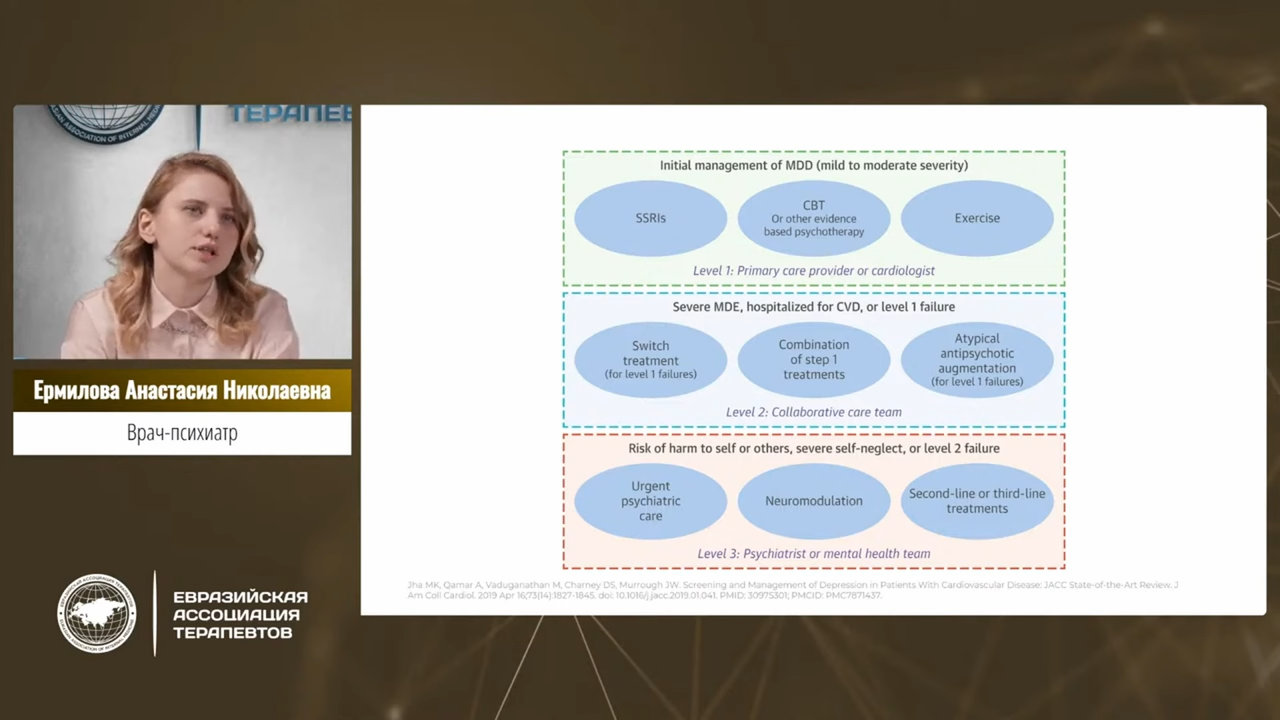 ТЕРАПЕВ
ASIAN ASSOCIATION OF INTERNAL
Ермилова Анастасия Николаевна
Врач-психиатр
Initial management of MDD (mild to moderate severity)
SSRIs
CBT
Or other evidence
based psychotherapy
Exercise
Level 1: Primary care provider or cardiologist
Severe MDE, hospitalized for CVD, or level 1 failure
Switch
treatment
(for level 1 failures)
Combination
of step 1
treatments
Atypical
antipsychotic
augmentation
(for level 1 failures)
Level 2: Collaborative care team
Risk of harm to self or others, severe self-neglect, or level 2 failure
Urgent
psychiatric
care
Neuromodulation
Second-line or third-line
treatments
Level 3: Psychiatrist or mental health team
Jha MK, Qamar A, Vaduganathan M, Charney DS, Murrough JW. Screening and Management of Depression in Patients With Cardiovascular Disease: JACC State-of-the-Art Review. J
Am Coll Cardiol. 2019 Apr 16;73(14):1827-1845. doi: 10.1016/j.jacc.2019.01.041. PMID: 30975301; PMCID: PMC7871437.
ЕВРАЗИЙСКАЯ
АССОЦИАЦИЯ
ТЕРАПЕВТОВ